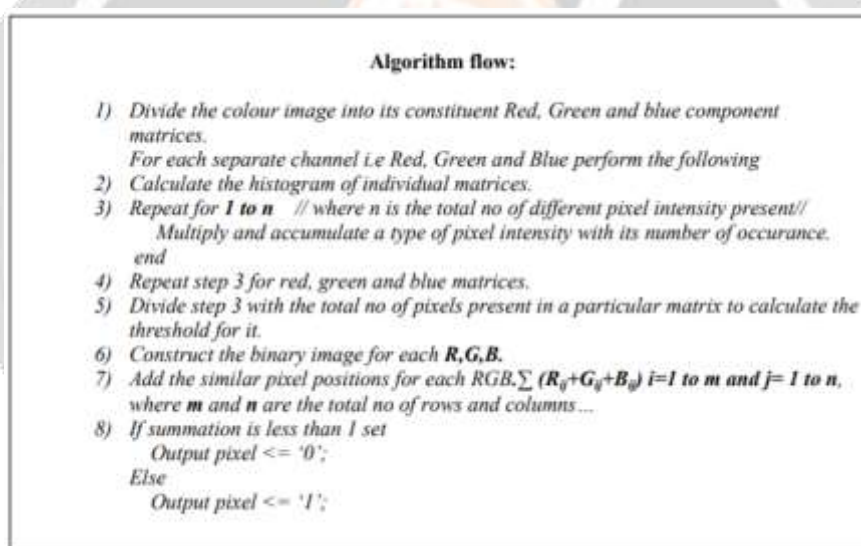 Algorithm flow:
1) Divide the colour image into its constituent Red, Green and blue component
matrices.
For each separate channel i.e Red, Green and Blue perform the following
2) Calculate the histogram of individual matrices.
3) Repeat for 1 to n // where n is the total no of different pixel intensity present//
Multiply and accumulate a type of pixel intensity with its number of occurance.
end
4) Repeat step 3 for red, green and blue matrices.
5) Divide step 3 with the total no of pixels present in a particular matrix to calculate the
threshold for it.
6) Construct the binary image for each R,G,B.
7) Add the similar pixel positions for each RGB.∑ (Rij+Gij+Bij) i=1 to m and j= 1 to n,
where m and n are the total no of rows and columns...
8) If summation is less than 1 set
Output pixel <= '0';
Else
Output pixel <= '1';